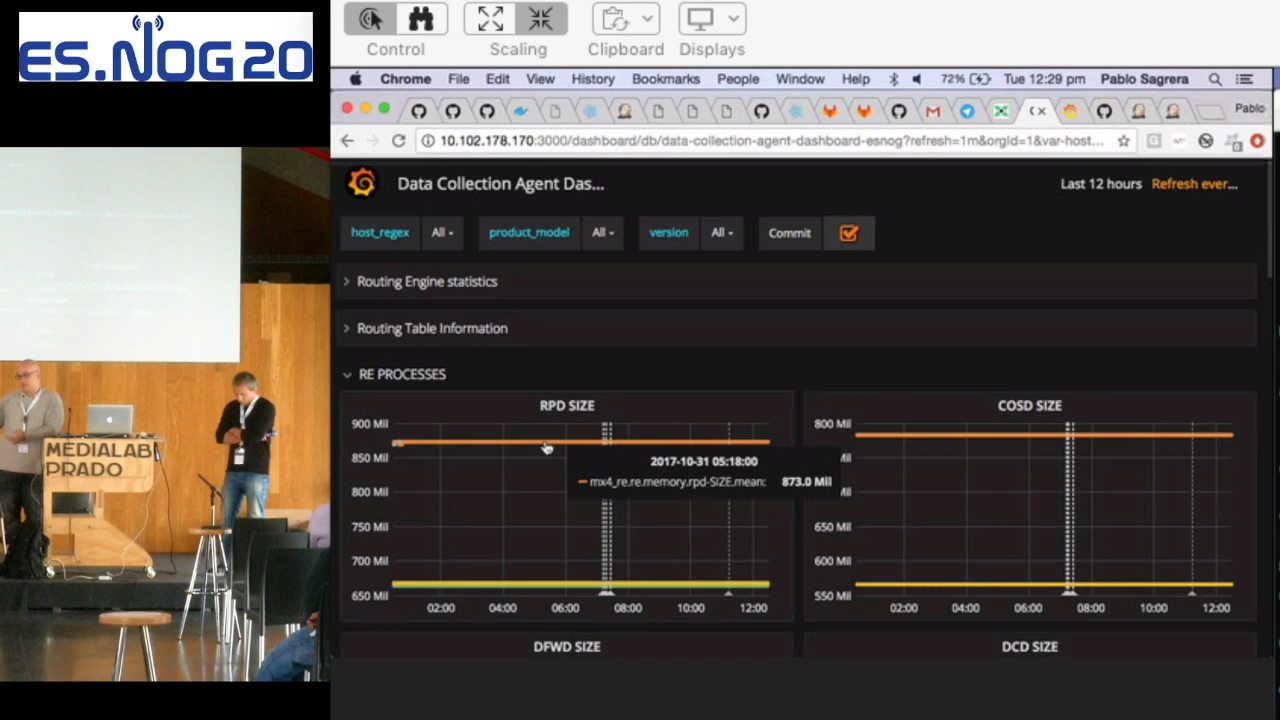 ES.NOG20
MEDIALAB
PRADO
Control
Scaling
Clipboard
Displays
Chrome File Edit View History Bookmarks People Window Help 72% Tue 12:29 pm Pablo Sagrera
Pablo
10.102.178.170:3000/dashboard/db/data-collection-agent-dashboard-esnog?refresh=1m&orgId=1&var-host...
Data Collection Agent Das...
Last 12 hours Refresh ever...
host_regex All product_model All version All Commit
Routing Engine statistics
Routing Table Information
RE PROCESSES
RPD SIZE
900 Mil
850 Mil
800 Mil
750 Mil
700 Mil
650 Mil
02:00 04:00 06:00 08:00 10:00 12:00
2017-10-31 05:18:00
mx4_re.re.memory.rpd-SIZE.mean: 873.0 Mil
COSD SIZE
800 Mil
650 Mil
600 Mil
550 Mil
02:00 04:00 06:00 08:00 10:00 12:00
DFWD SIZE
DCD SIZE